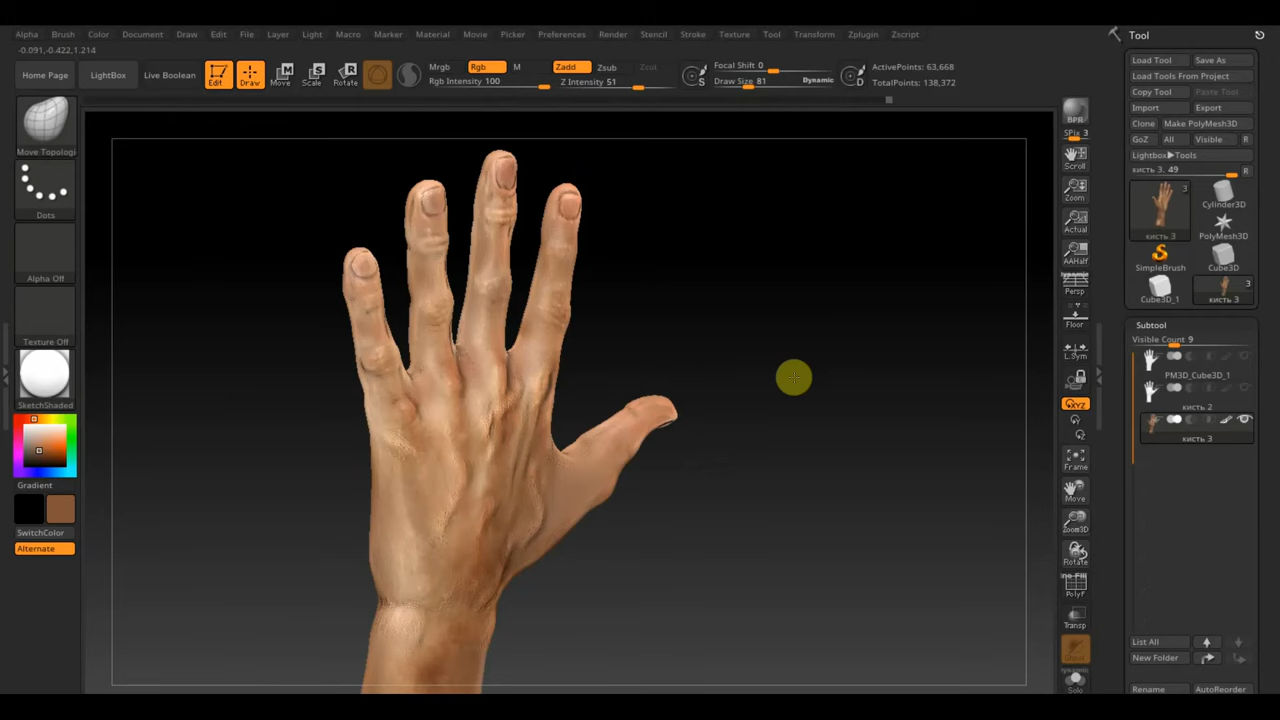 Alpha Brush Color Document Draw Edit File Layer Light Macro Marker Material Movie Picker Preferences Render Stencil Stroke Texture Tool Transform Zplugin Zscript
-0.091,-0.422,1.214
Home Page LightBox Live Boolean Edit Draw Move Scale Rotate
Mrgb Rgb M
Rgb Intensity 100
Zadd Zsub Zcut
Z Intensity 51
Focal Shift 0
Draw Size 81 Dynamic
S
D
ActivePoints: 63,668
TotalPoints: 138,372
Move Topologi
Dots
Alpha Off
Texture Off
SketchShaded
Gradient
SwitchColor
Alternate
BPR
SPix 3
Scroll
Zoom
Actual
AAHalf
Dynamic
Persp
Floor
L.Sym
XYZ
Y
Z
Frame
Move
Zoom3D
Rotate
PolyF
Transp
Ghost
Dynamic
Solo
Tool
Load Tool Save As
Load Tools From Project
Copy Tool Paste Tool
Import Export
Clone Make PolyMesh3D
GoZ All Visible R
Lightbox▶Tools
кисть 3. 49 R
3
кисть 3
Cylinder3D
PolyMesh3D
SimpleBrush
Cube3D
Cube3D_1
3
кисть 3
Subtool
Visible Count 9
PM3D_Cube3D_1
кисть 2
кисть 3
List All
New Folder
Rename AutoReorder